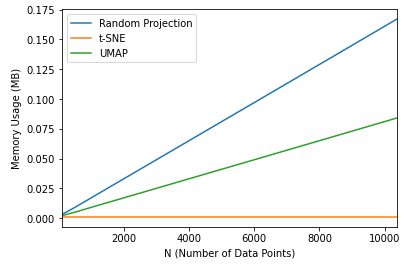 0.175
0.150
0.125
0.100
0.075
0.050
0.025
0.000
Memory Usage (MB)
Random Projection
t-SNE
UMAP
2000 4000 6000 8000 10000
N (Number of Data Points)